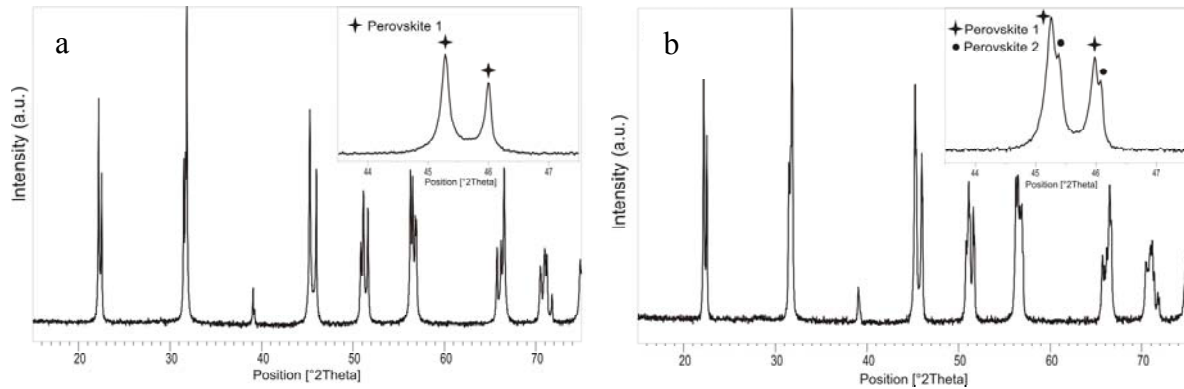 a
✦ Perovskite 1
Intensity (a.u.)
44 45 46 47
Position [°2Theta]
20 30 40 50 60 70
Position [°2Theta]
b
✦ Perovskite 1
● Perovskite 2
Intensity (a.u.)
44 45 46 47
Position [°2Theta]
20 30 40 50 60 70
Position [°2Theta]